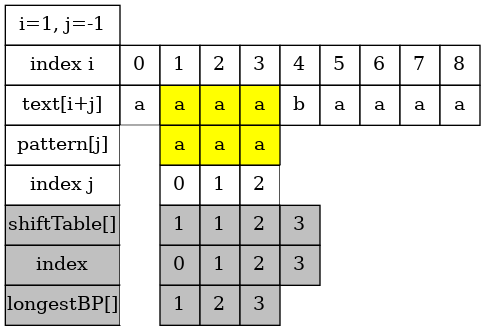 i=1, j=-1
index i 0 1 2 3 4 5 6 7 8
text[i+j] a a a a b a a a a
pattern[j] a a a
index j 0 1 2
shiftTable[] 1 1 2 3
index 0 1 2 3
longestBP[] 1 2 3